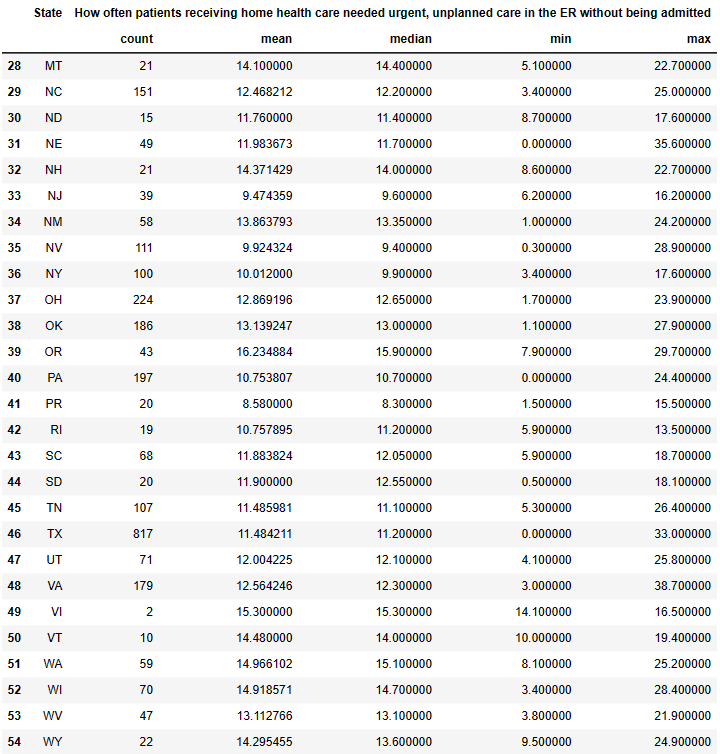 State How often patients receiving home health care needed urgent, unplanned care in the ER without being admitted
count mean median min max
28 MT 21 14.100000 14.400000 5.100000 22.700000
29 NC 151 12.468212 12.200000 3.400000 25.000000
30 ND 15 11.760000 11.400000 8.700000 17.600000
31 NE 49 11.983673 11.700000 0.000000 35.600000
32 NH 21 14.371429 14.000000 8.600000 22.700000
33 NJ 39 9.474359 9.600000 6.200000 16.200000
34 NM 58 13.863793 13.350000 1.000000 24.200000
35 NV 111 9.924324 9.400000 0.300000 28.900000
36 NY 100 10.012000 9.900000 3.400000 17.600000
37 OH 224 12.869196 12.650000 1.700000 23.900000
38 OK 186 13.139247 13.000000 1.100000 27.900000
39 OR 43 16.234884 15.900000 7.900000 29.700000
40 PA 197 10.753807 10.700000 0.000000 24.400000
41 PR 20 8.580000 8.300000 1.500000 15.500000
42 RI 19 10.757895 11.200000 5.900000 13.500000
43 SC 68 11.883824 12.050000 5.900000 18.700000
44 SD 20 11.900000 12.550000 0.500000 18.100000
45 TN 107 11.485981 11.100000 5.300000 26.400000
46 TX 817 11.484211 11.200000 0.000000 33.000000
47 UT 71 12.004225 12.100000 4.100000 25.800000
48 VA 179 12.564246 12.300000 3.000000 38.700000
49 VI 2 15.300000 15.300000 14.100000 16.500000
50 VT 10 14.480000 14.000000 10.000000 19.400000
51 WA 59 14.966102 15.100000 8.100000 25.200000
52 WI 70 14.918571 14.700000 3.400000 28.400000
53 WV 47 13.112766 13.100000 3.800000 21.900000
54 WY 22 14.295455 13.600000 9.500000 24.900000